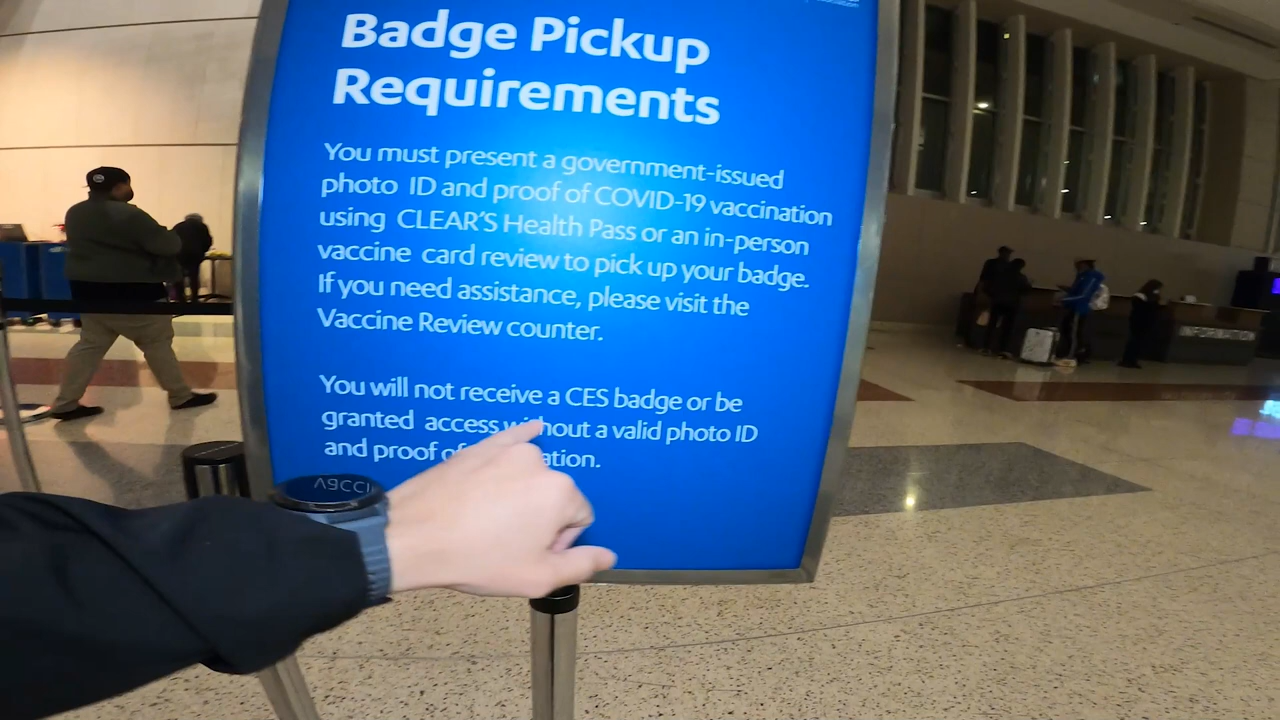 Badge Pickup
Requirements
You must present a government-issued
photo ID and proof of COVID-19 vaccination
using CLEAR'S Health Pass or an in-person
vaccine card review to pick up your badge.
If you need assistance, please visit the
Vaccine Review counter.
You will not receive a CES badge or be
granted access without a valid photo ID
and proof of
INFORMATION